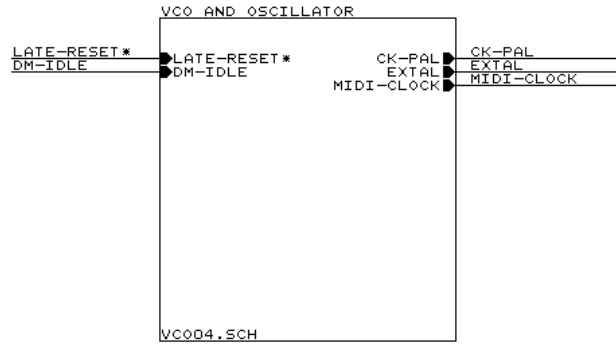 VCO AND OSCILLATOR
LATE-RESET*
DM-IDLE
LATE-RESET*
DM-IDLE
CK-PAL
EXTAL
MIDI-CLOCK
CK-PAL
EXTAL
MIDI-CLOCK
VCO04.SCH